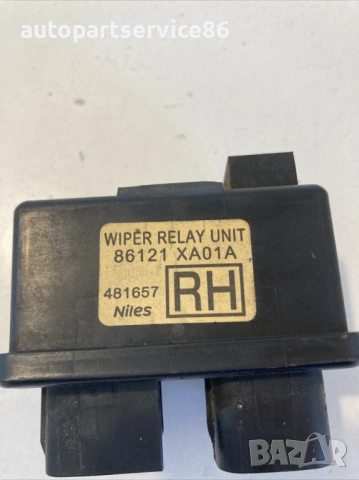 autopartservice86
WIPER RELAY UNIT
86121 XA01A
481657 RH
Niles
BAZAR